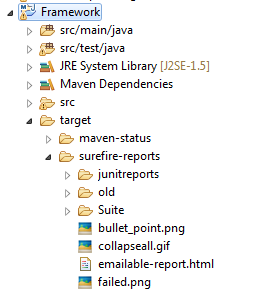 Framework
src/main/java
src/test/java
JRE System Library [J2SE-1.5]
Maven Dependencies
src
target
maven-status
surefire-reports
junitreports
old
Suite
bullet_point.png
collapseall.gif
emailable-report.html
failed.png